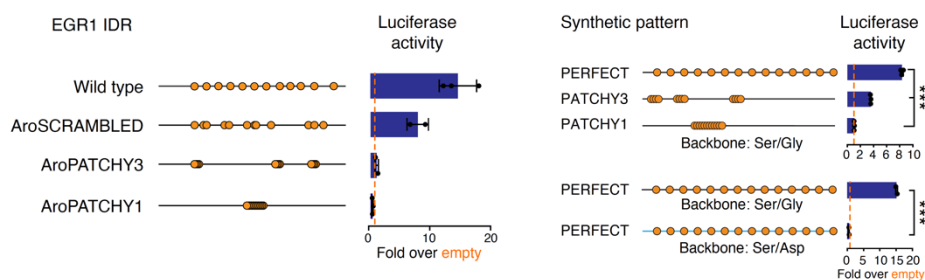 EGR1 IDR
Luciferase
activity
Wild type
AroSCRAMBLED
AroPATCHY3
AroPATCHY1
0 10 20
Fold over empty
Synthetic pattern
Luciferase
activity
PERFECT
PATCHY3
PATCHY1
Backbone: Ser/Gly
***
0 2 4 6 8 10
PERFECT
Backbone: Ser/Gly
PERFECT
Backbone: Ser/Asp
***
0 5 10 15 20
Fold over empty